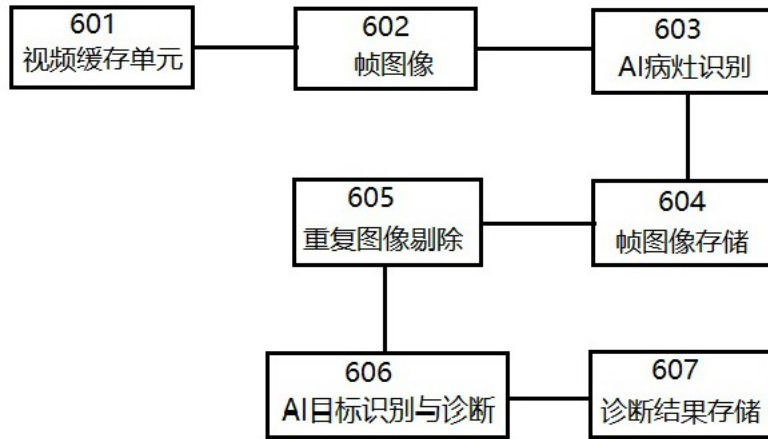 601
视频缓存单元
602
帧图像
603
AI病灶识别
604
帧图像存储
605
重复图像剔除
606
AI目标识别与诊断
607
诊断结果存储